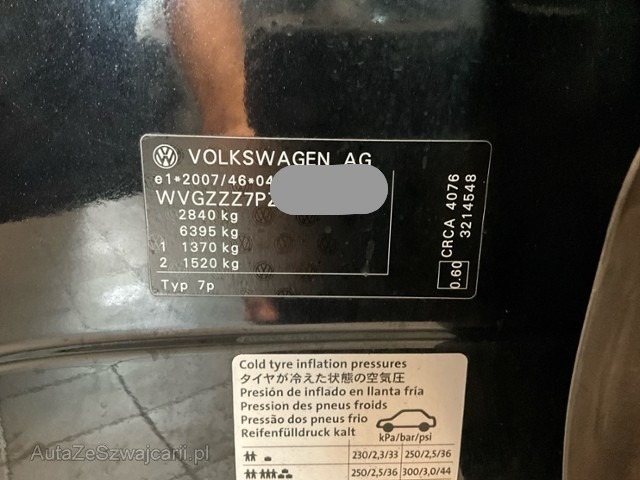 VOLKSWAGEN AG
e1*2007/46*04
WVGZZZ7PZ
2840 kg
6395 kg
1 1370 kg
2 1520 kg
Typ 7p
CRCA 4076
3214548
0.60
Cold tyre inflation pressures
タイヤが冷えた状態の空気圧
Presión de inflado en llanta fría
Pression des pneus froids
Pressão dos pneus frio
Reifenfülldruck kalt
kPa/bar/psi
230/2,3/33 250/2,5/36
250/2,5/36 300/3,0/44
AutaZeSzwajcarii.pl